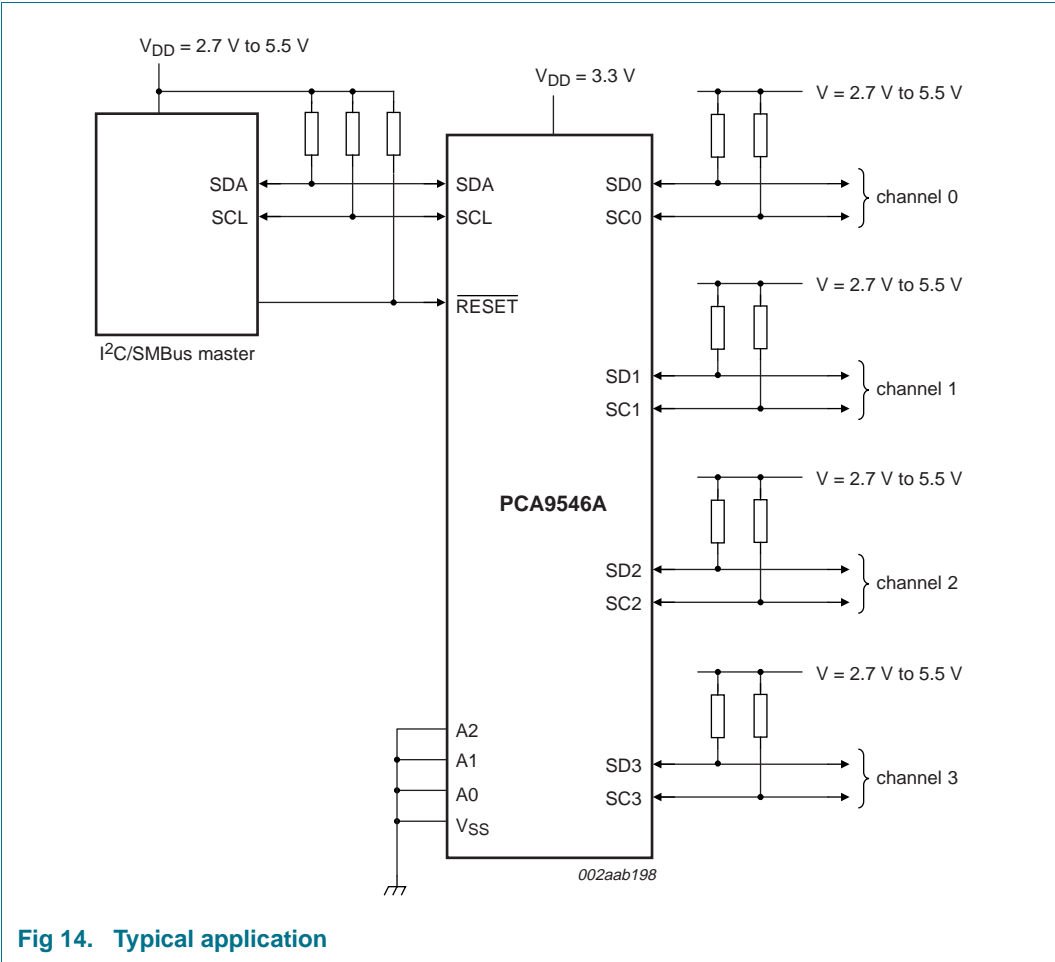 V_DD = 2.7 V to 5.5 V
V_DD = 3.3 V
V = 2.7 V to 5.5 V
SDA
SCL
I²C/SMBus master
SDA
SCL
RESET
PCA9546A
A2
A1
A0
V_SS
SD0
SC0
channel 0
V = 2.7 V to 5.5 V
SD1
SC1
channel 1
V = 2.7 V to 5.5 V
SD2
SC2
channel 2
V = 2.7 V to 5.5 V
SD3
SC3
channel 3
002aab198
Fig 14. Typical application